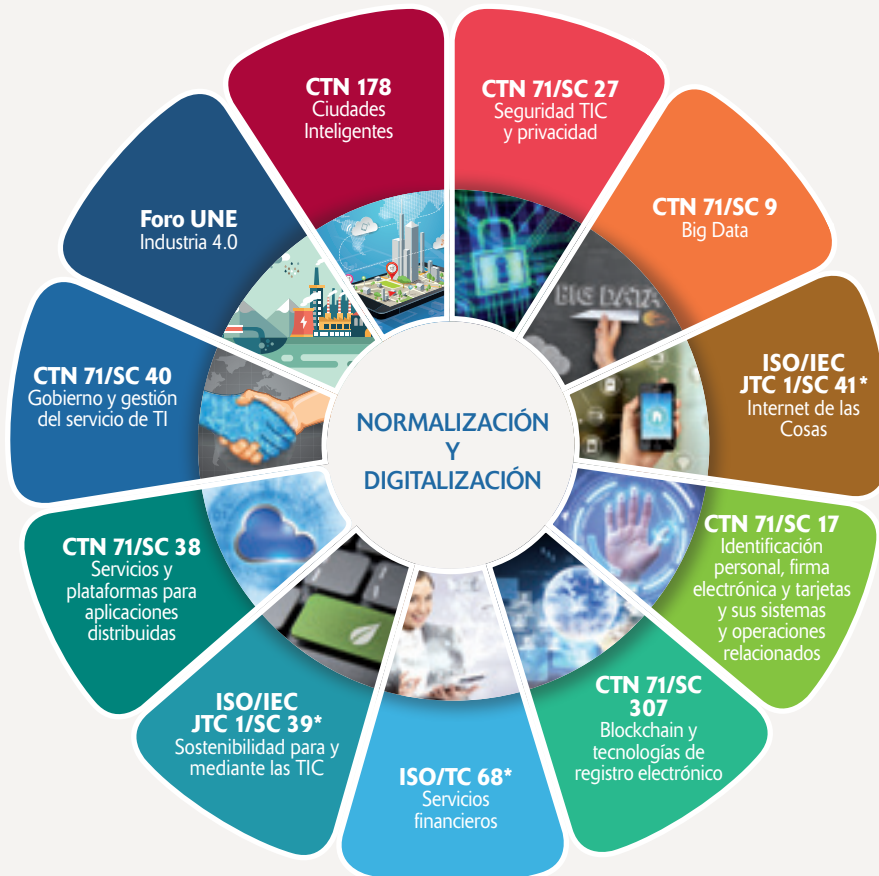 CTN 178
Ciudades
Inteligentes
CTN 71/SC 27
Seguridad TIC
y privacidad
CTN 71/SC 9
Big Data
ISO/IEC
JTC 1/SC 41*
Internet de las
Cosas
CTN 71/SC 17
Identificación
personal, firma
electrónica y tarjetas
y sus sistemas
y operaciones
relacionados
CTN 71/SC
307
Blockchain y
tecnologías de
registro electrónico
ISO/TC 68*
Servicios
financieros
ISO/IEC
JTC 1/SC 39*
Sostenibilidad para y
mediante las TIC
CTN 71/SC 38
Servicios y
plataformas para
aplicaciones
distribuidas
CTN 71/SC 40
Gobierno y gestión
del servicio de TI
Foro UNE
Industria 4.0
BIG DATA
NORMALIZACIÓN
Y
DIGITALIZACIÓN